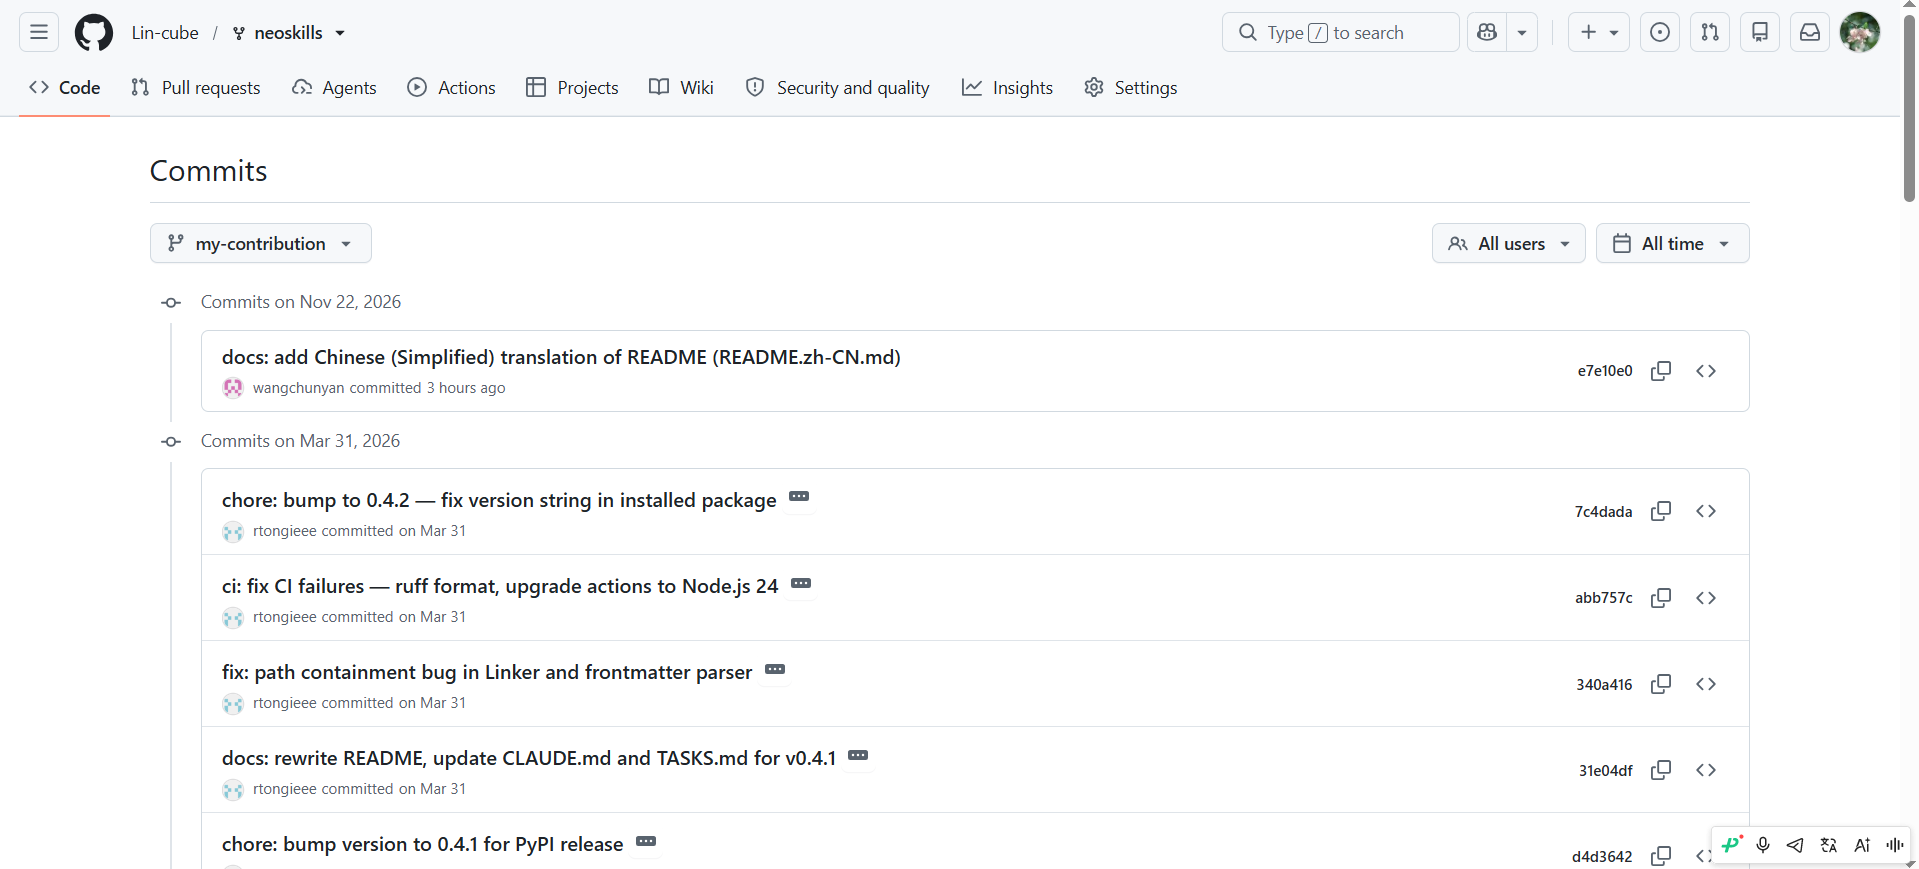 Lin-cube / neoskills
Type / to search
Code
Pull requests
Agents
Actions
Projects
Wiki
Security and quality
Insights
Settings
Commits
my-contribution
All users
All time
Commits on Nov 22, 2026
docs: add Chinese (Simplified) translation of README (README.zh-CN.md)
wangchunyan committed 3 hours ago
e7e10e0
Commits on Mar 31, 2026
chore: bump to 0.4.2 — fix version string in installed package
rtongieee committed on Mar 31
7c4dada
ci: fix CI failures — ruff format, upgrade actions to Node.js 24
rtongieee committed on Mar 31
abb757c
fix: path containment bug in Linker and frontmatter parser
rtongieee committed on Mar 31
340a416
docs: rewrite README, update CLAUDE.md and TASKS.md for v0.4.1
rtongieee committed on Mar 31
31e04df
chore: bump version to 0.4.1 for PyPI release
d4d3642